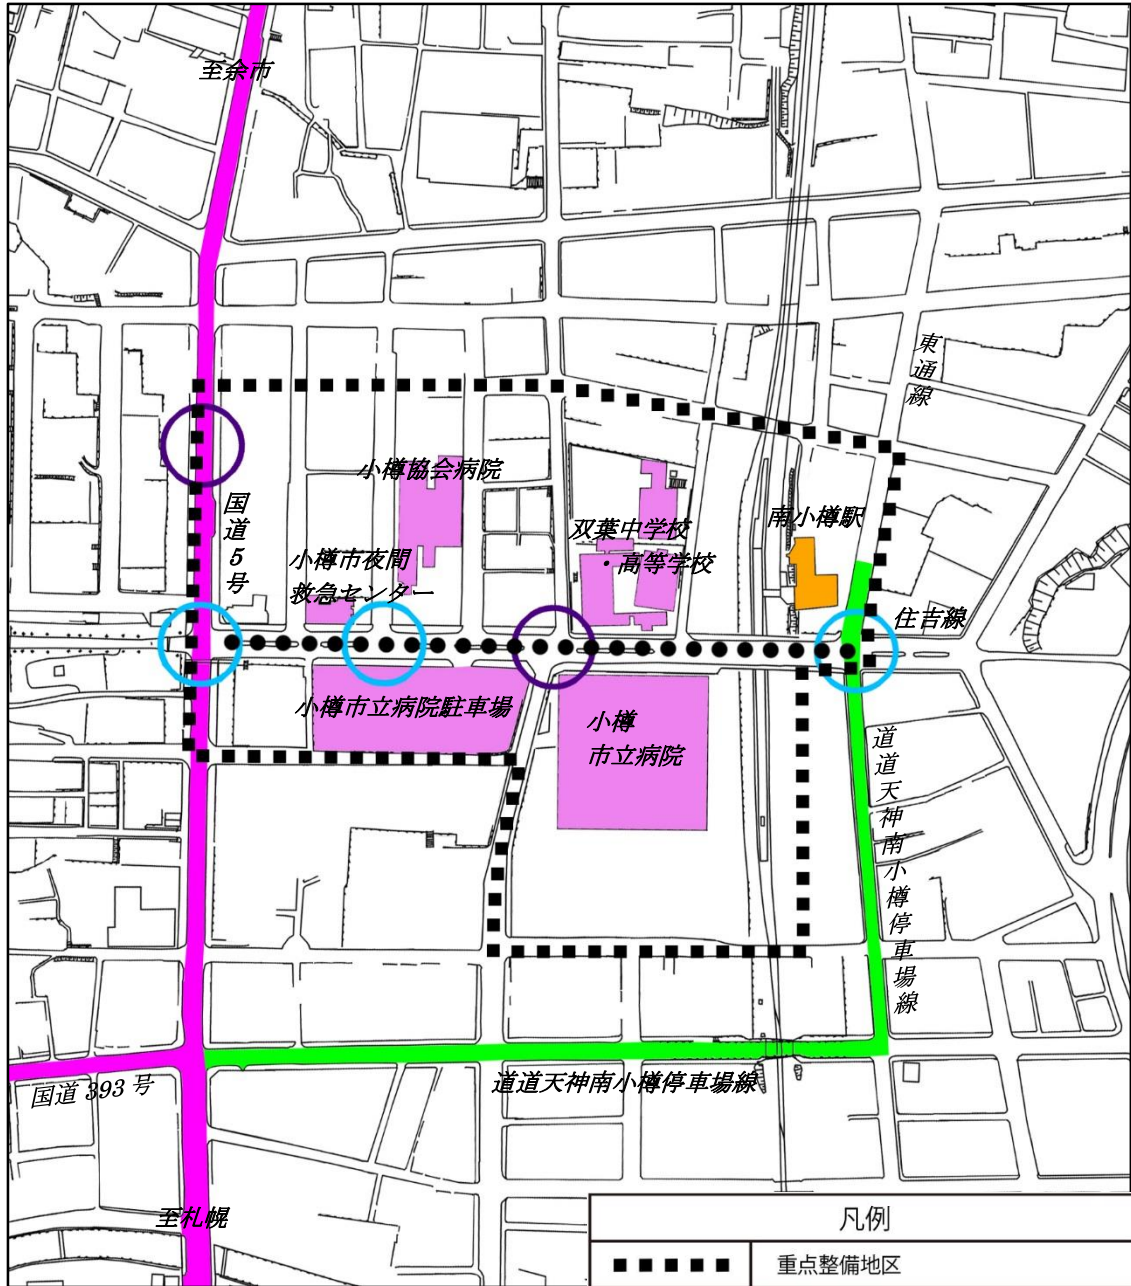 至余市
東通線
小樽協会病院
国道5号
双葉中学校
・高等学校
南小樽駅
小樽市夜間
救急センター
住吉線
小樽市立病院駐車場
小樽
市立病院
道道天神南小樽停車場線
道道天神南小樽停車場線
国道 393 号
至札幌
凡例
重点整備地区